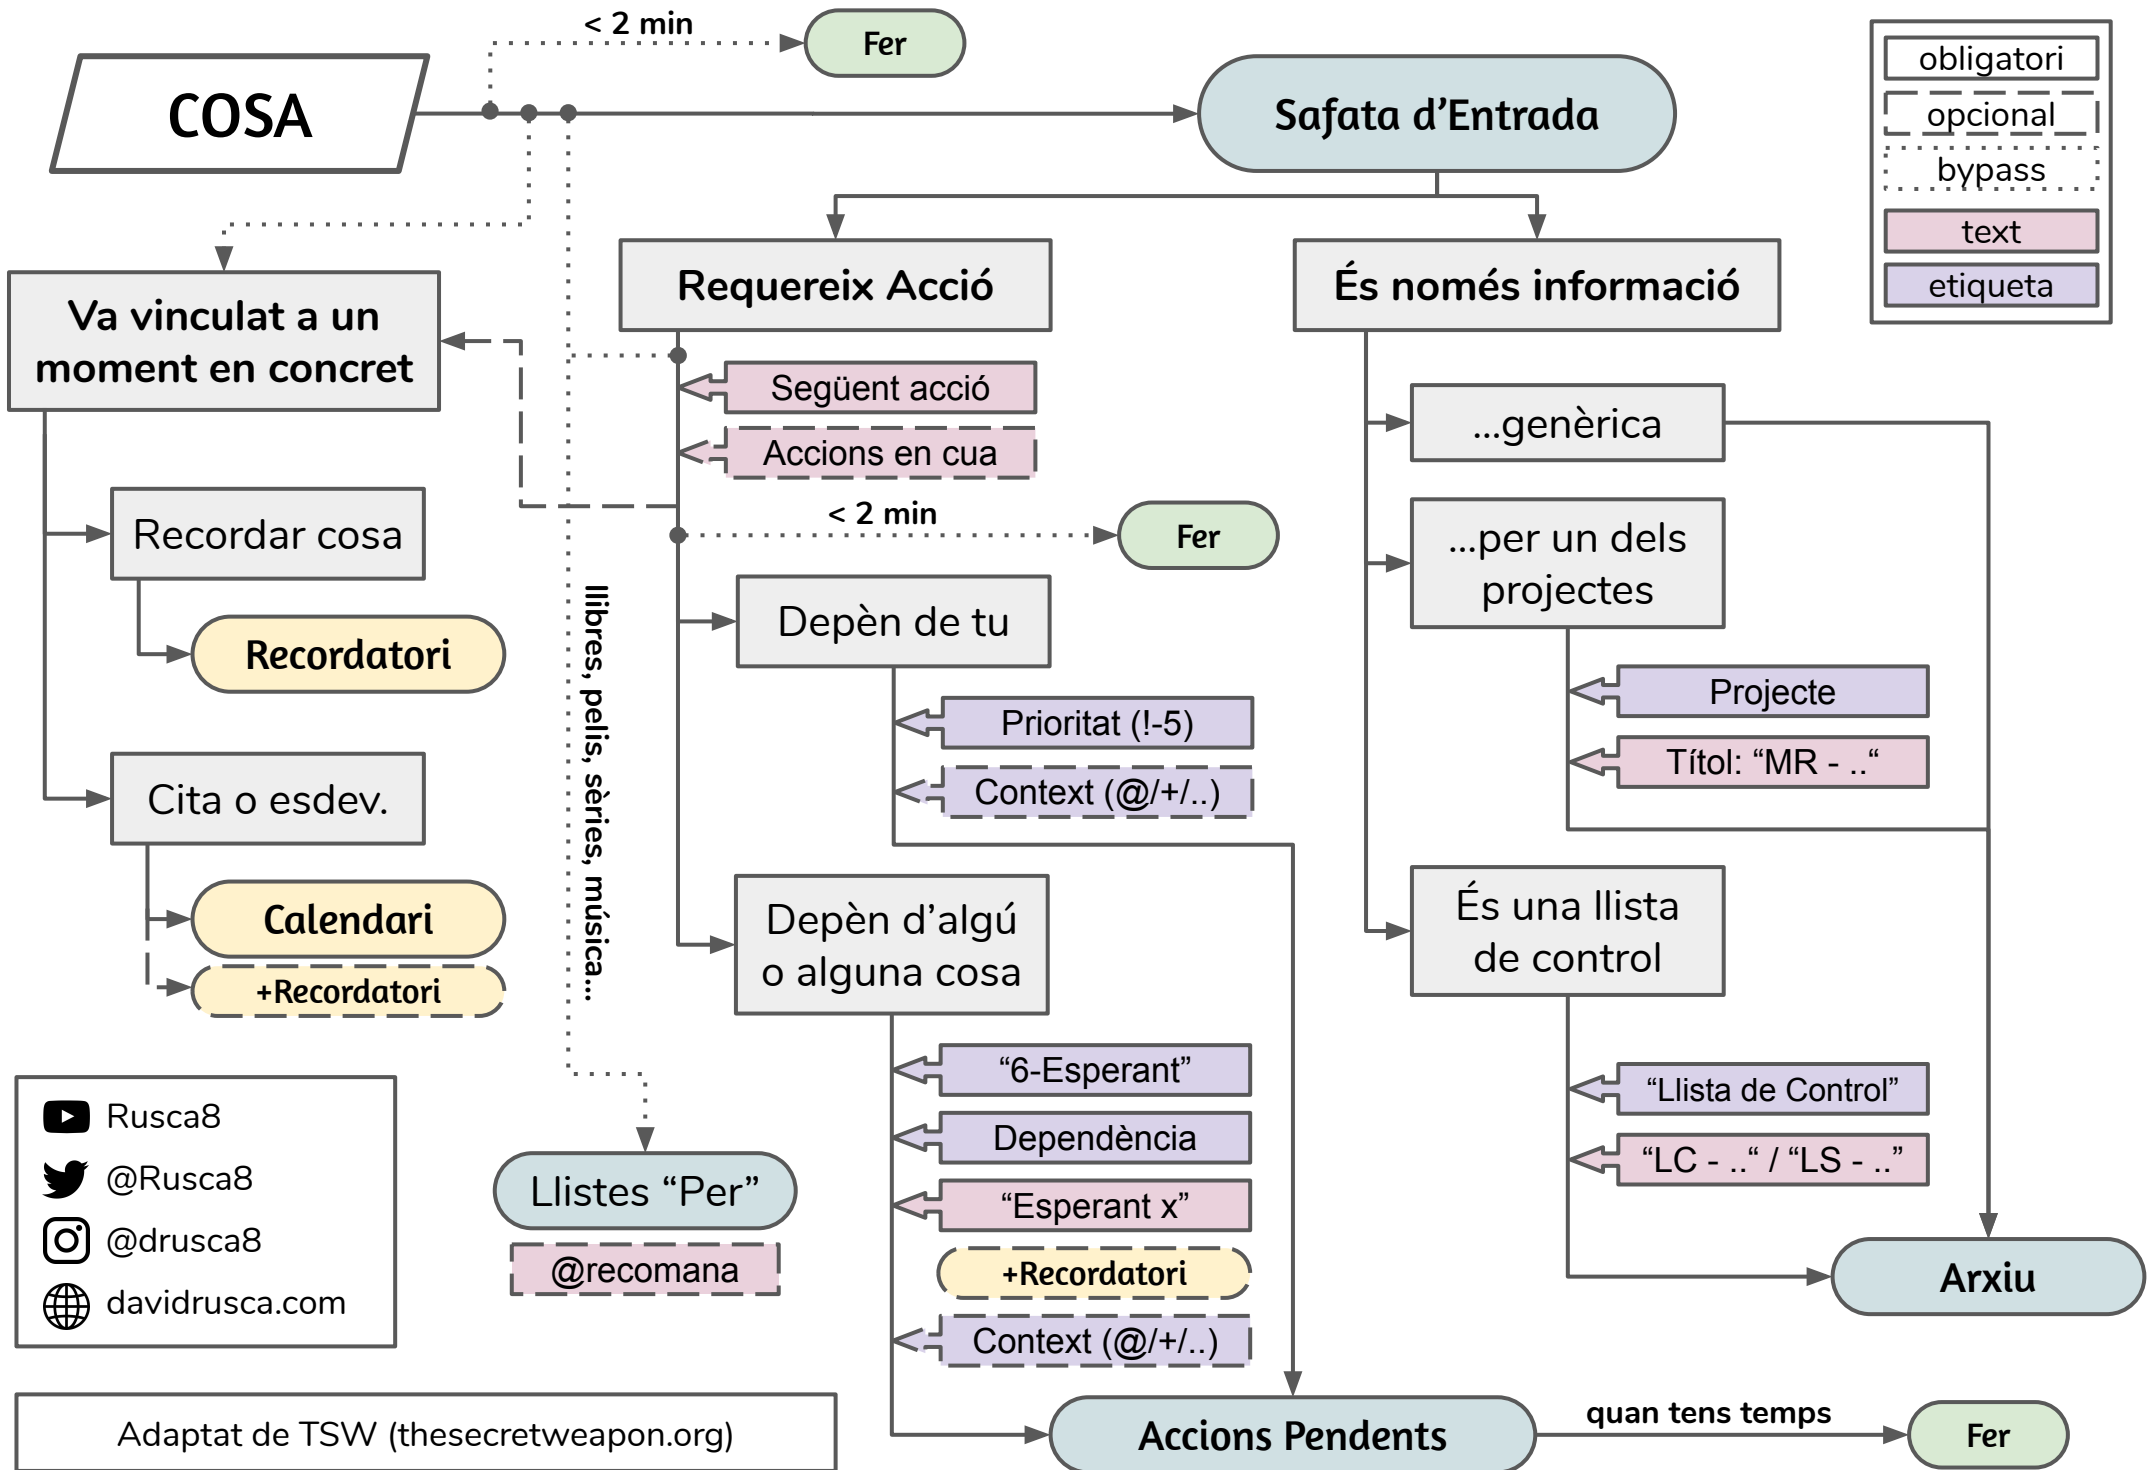 < 2 min
Fer
COSA
Safata d’Entrada
obligatori
opcional
bypass
text
etiqueta
Va vinculat a un
moment en concret
Recordar cosa
Recordatori
Cita o esdev.
Calendari
+Recordatori
llibres, pelis, sèries, música...
Llistes “Per”
@recomana
Requereix Acció
Següent acció
Accions en cua
< 2 min
Fer
Depèn de tu
Prioritat (!-5)
Context (@/+/..)
Depèn d’algú
o alguna cosa
“6-Esperant”
Dependència
“Esperant x”
+Recordatori
Context (@/+/..)
És només informació
...genèrica
...per un dels
projectes
Projecte
Títol: “MR - ..“
És una llista
de control
“Llista de Control”
“LC - ..“ / “LS - ..”
Arxiu
Accions Pendents
quan tens temps
Fer
Rusca8
@Rusca8
@drusca8
davidrusca.com
Adaptat de TSW (thesecretweapon.org)